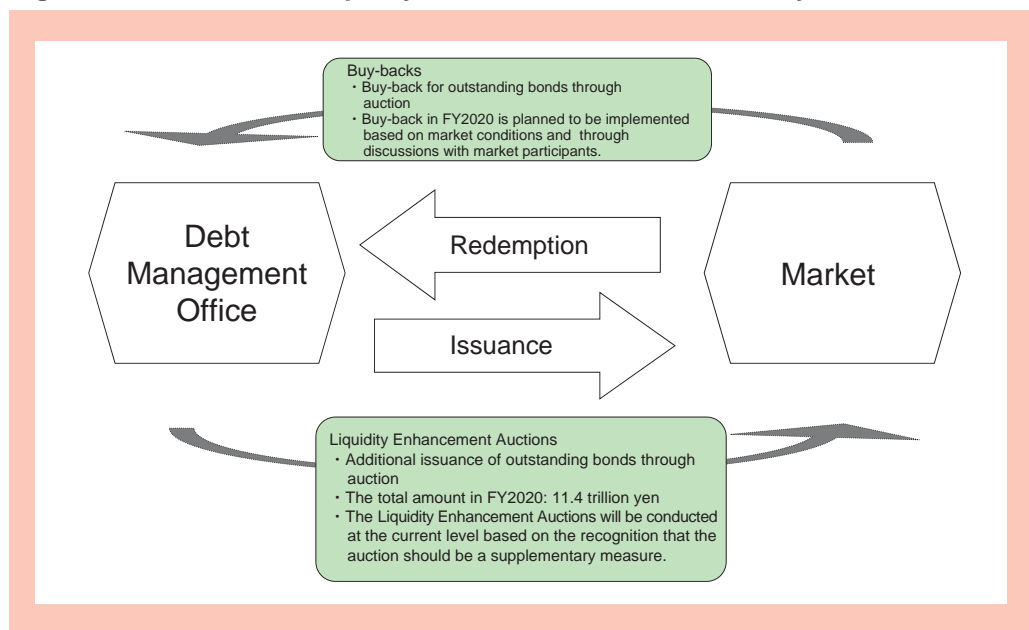 Buy-backs
・Buy-back for outstanding bonds through
auction
・Buy-back in FY2020 is planned to be implemented
based on market conditions and through
discussions with market participants.
Debt
Management
Office
Redemption
Issuance
Market
Liquidity Enhancement Auctions
・Additional issuance of outstanding bonds through
auction
・The total amount in FY2020: 11.4 trillion yen
・The Liquidity Enhancement Auctions will be conducted
at the current level based on the recognition that the
auction should be a supplementary measure.